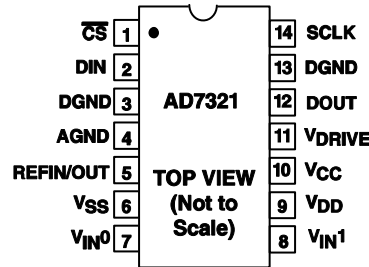 CS 1 14 SCLK
DIN 2 13 DGND
DGND 3 AD7321 12 DOUT
AGND 4 11 VDRIVE
REFIN/OUT 5 TOP VIEW 10 VCC
VSS 6 (Not to 9 VDD
VIN0 7 Scale) 8 VIN1